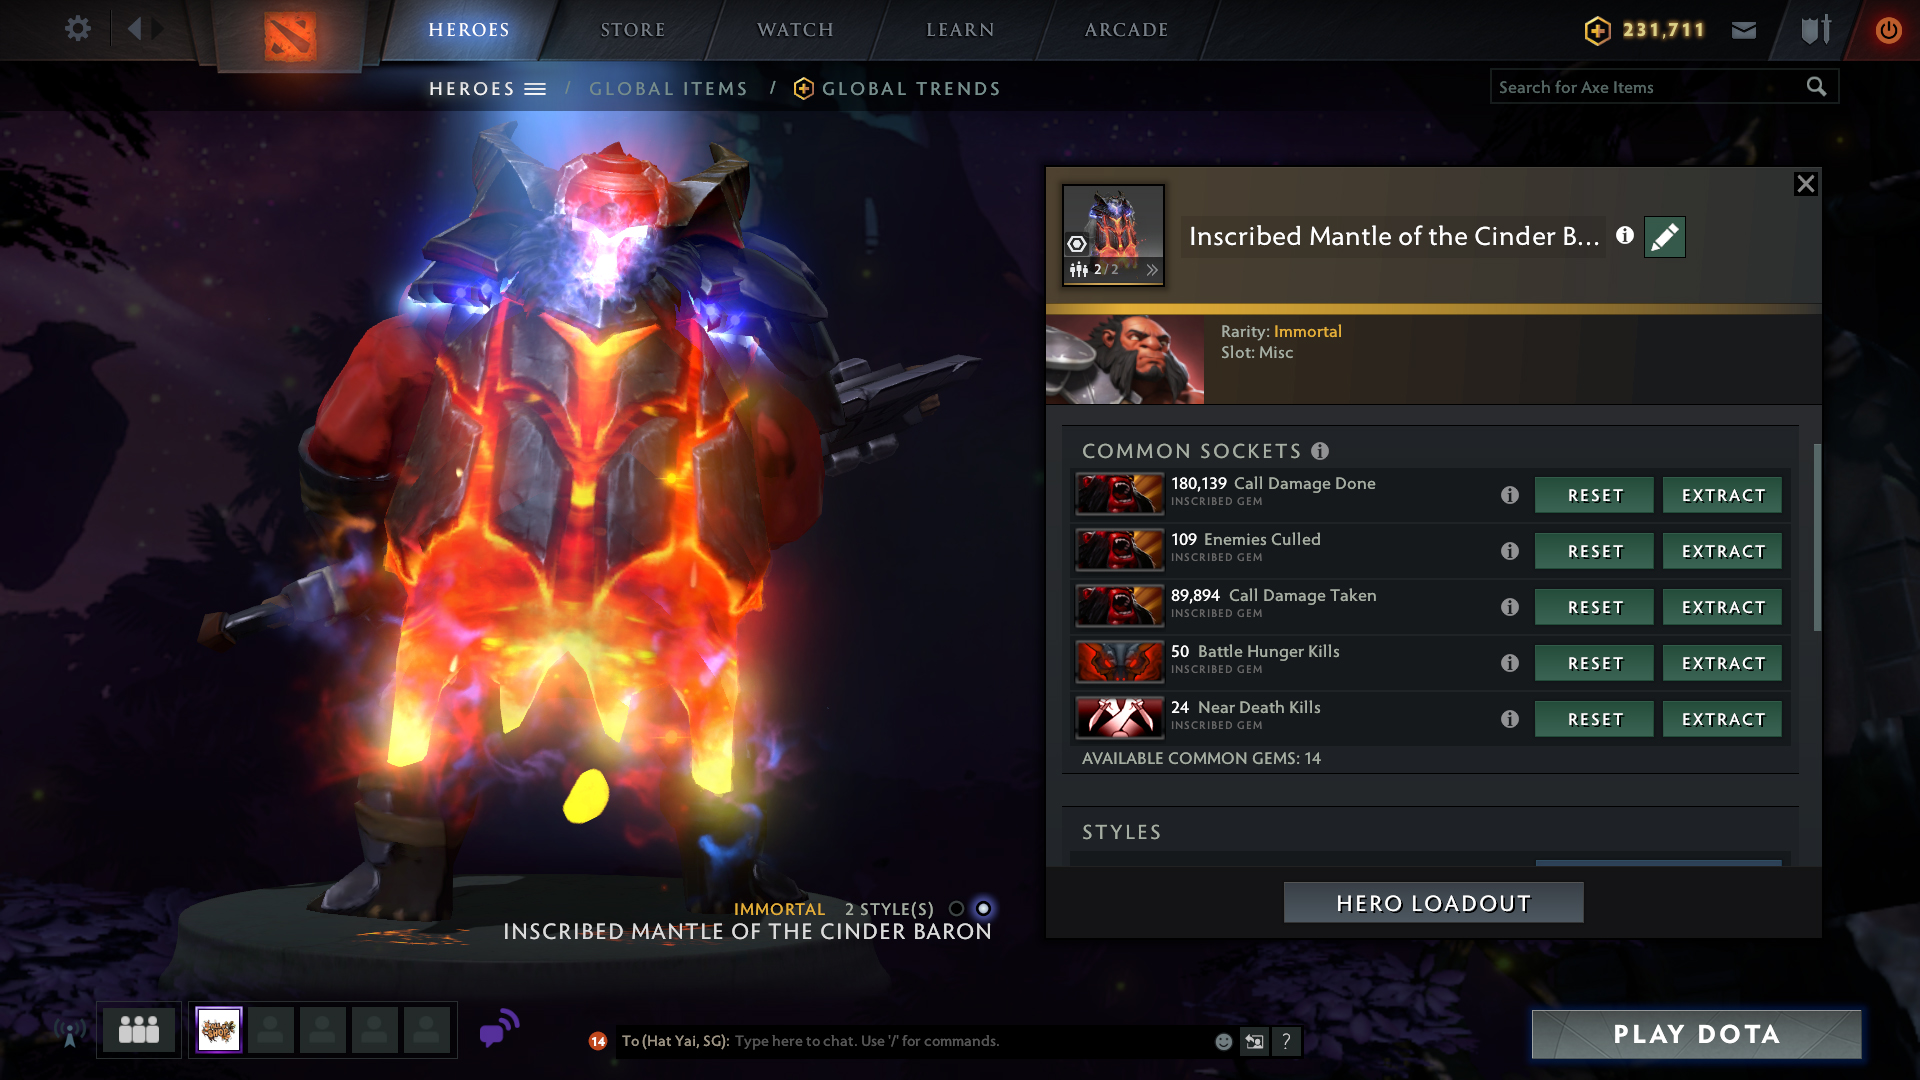 HEROES
STORE
WATCH
LEARN
ARCADE
231,711
HEROES / GLOBAL ITEMS / GLOBAL TRENDS
Search for Axe Items
2/2
Inscribed Mantle of the Cinder B...
Rarity: Immortal
Slot: Misc
COMMON SOCKETS
180,139 Call Damage Done
INSCRIBED GEM
RESET
EXTRACT
109 Enemies Culled
INSCRIBED GEM
RESET
EXTRACT
89,894 Call Damage Taken
INSCRIBED GEM
RESET
EXTRACT
50 Battle Hunger Kills
INSCRIBED GEM
RESET
EXTRACT
24 Near Death Kills
INSCRIBED GEM
RESET
EXTRACT
AVAILABLE COMMON GEMS: 14
STYLES
HERO LOADOUT
IMMORTAL 2 STYLE(S)
INSCRIBED MANTLE OF THE CINDER BARON
14
To (Hat Yai, SG): Type here to chat. Use '/' for commands.
?
PLAY DOTA